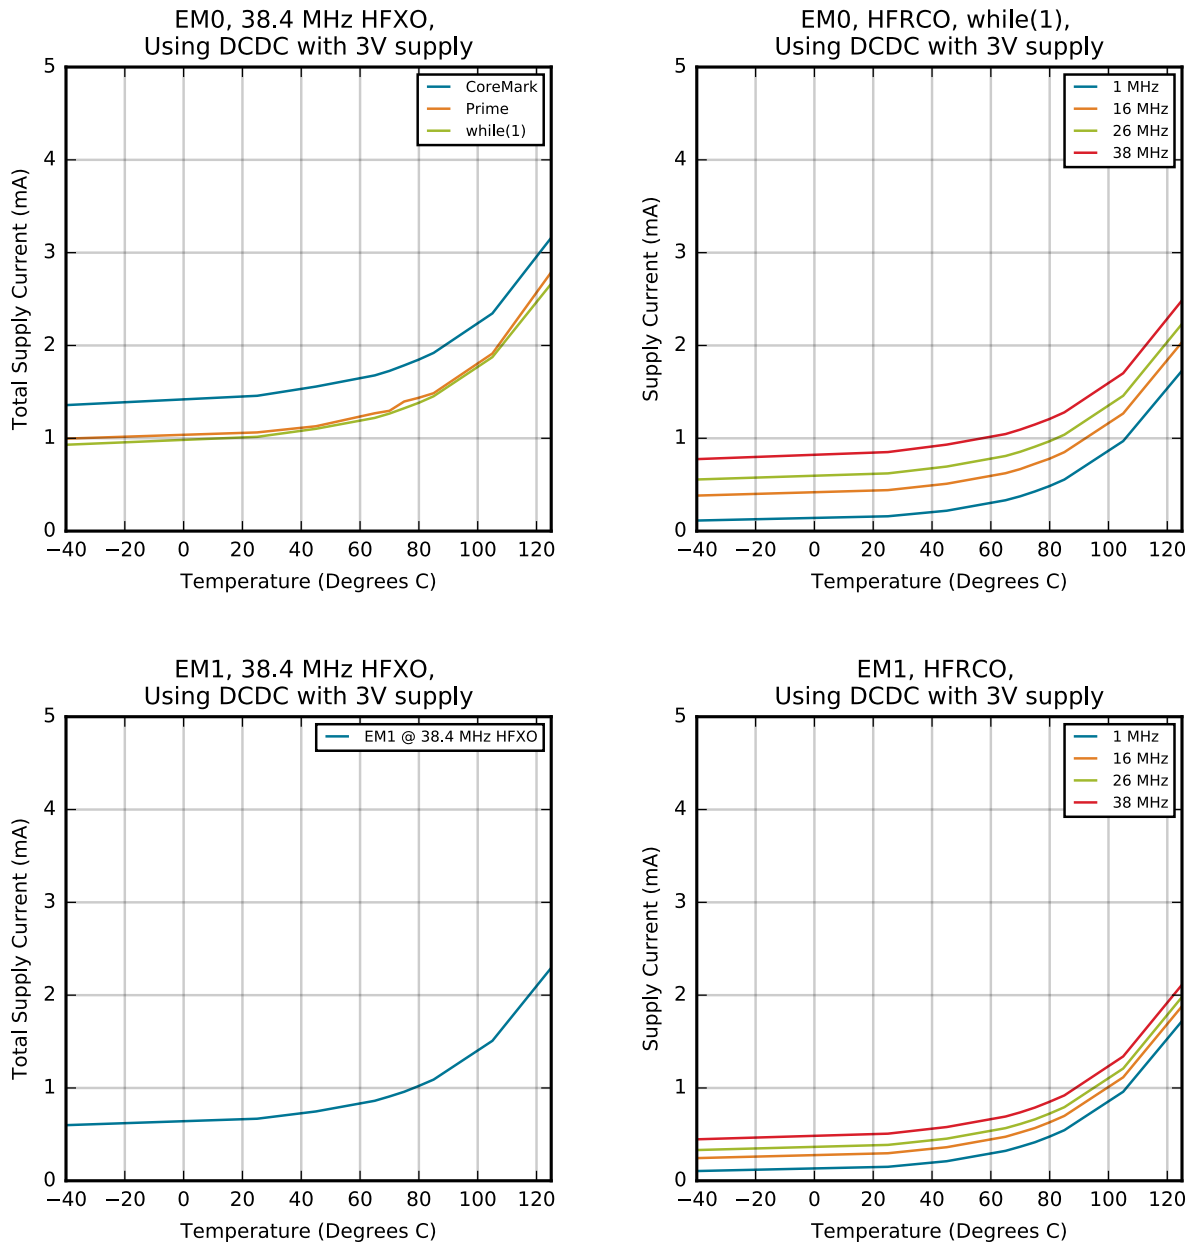 EM0, 38.4 MHz HFXO,
Using DCDC with 3V supply
5
4
3
2
1
0
Total Supply Current (mA)
CoreMark
Prime
while(1)
−40 −20 0 20 40 60 80 100 120
Temperature (Degrees C)
EM0, HFRCO, while(1),
Using DCDC with 3V supply
5
4
3
2
1
0
Supply Current (mA)
1 MHz
16 MHz
26 MHz
38 MHz
−40 −20 0 20 40 60 80 100 120
Temperature (Degrees C)
EM1, 38.4 MHz HFXO,
Using DCDC with 3V supply
5
4
3
2
1
0
Total Supply Current (mA)
EM1 @ 38.4 MHz HFXO
−40 −20 0 20 40 60 80 100 120
Temperature (Degrees C)
EM1, HFRCO,
Using DCDC with 3V supply
5
4
3
2
1
0
Supply Current (mA)
1 MHz
16 MHz
26 MHz
38 MHz
−40 −20 0 20 40 60 80 100 120
Temperature (Degrees C)